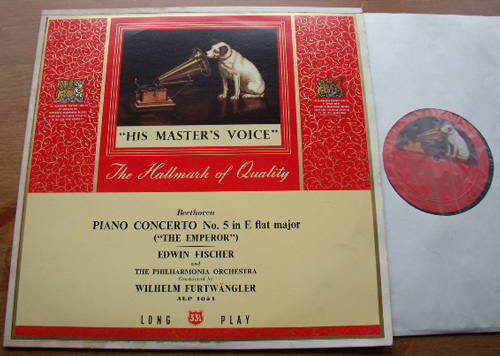 "HIS MASTER'S VOICE"
The Hallmark of Quality
Beethoven
PIANO CONCERTO No. 5 in E flat major
("THE EMPEROR")
EDWIN FISCHER
and
THE PHILHARMONIA ORCHESTRA
Conducted by
WILHELM FURTWÄNGLER
ALP 1051
LONG 33⅓ PLAY